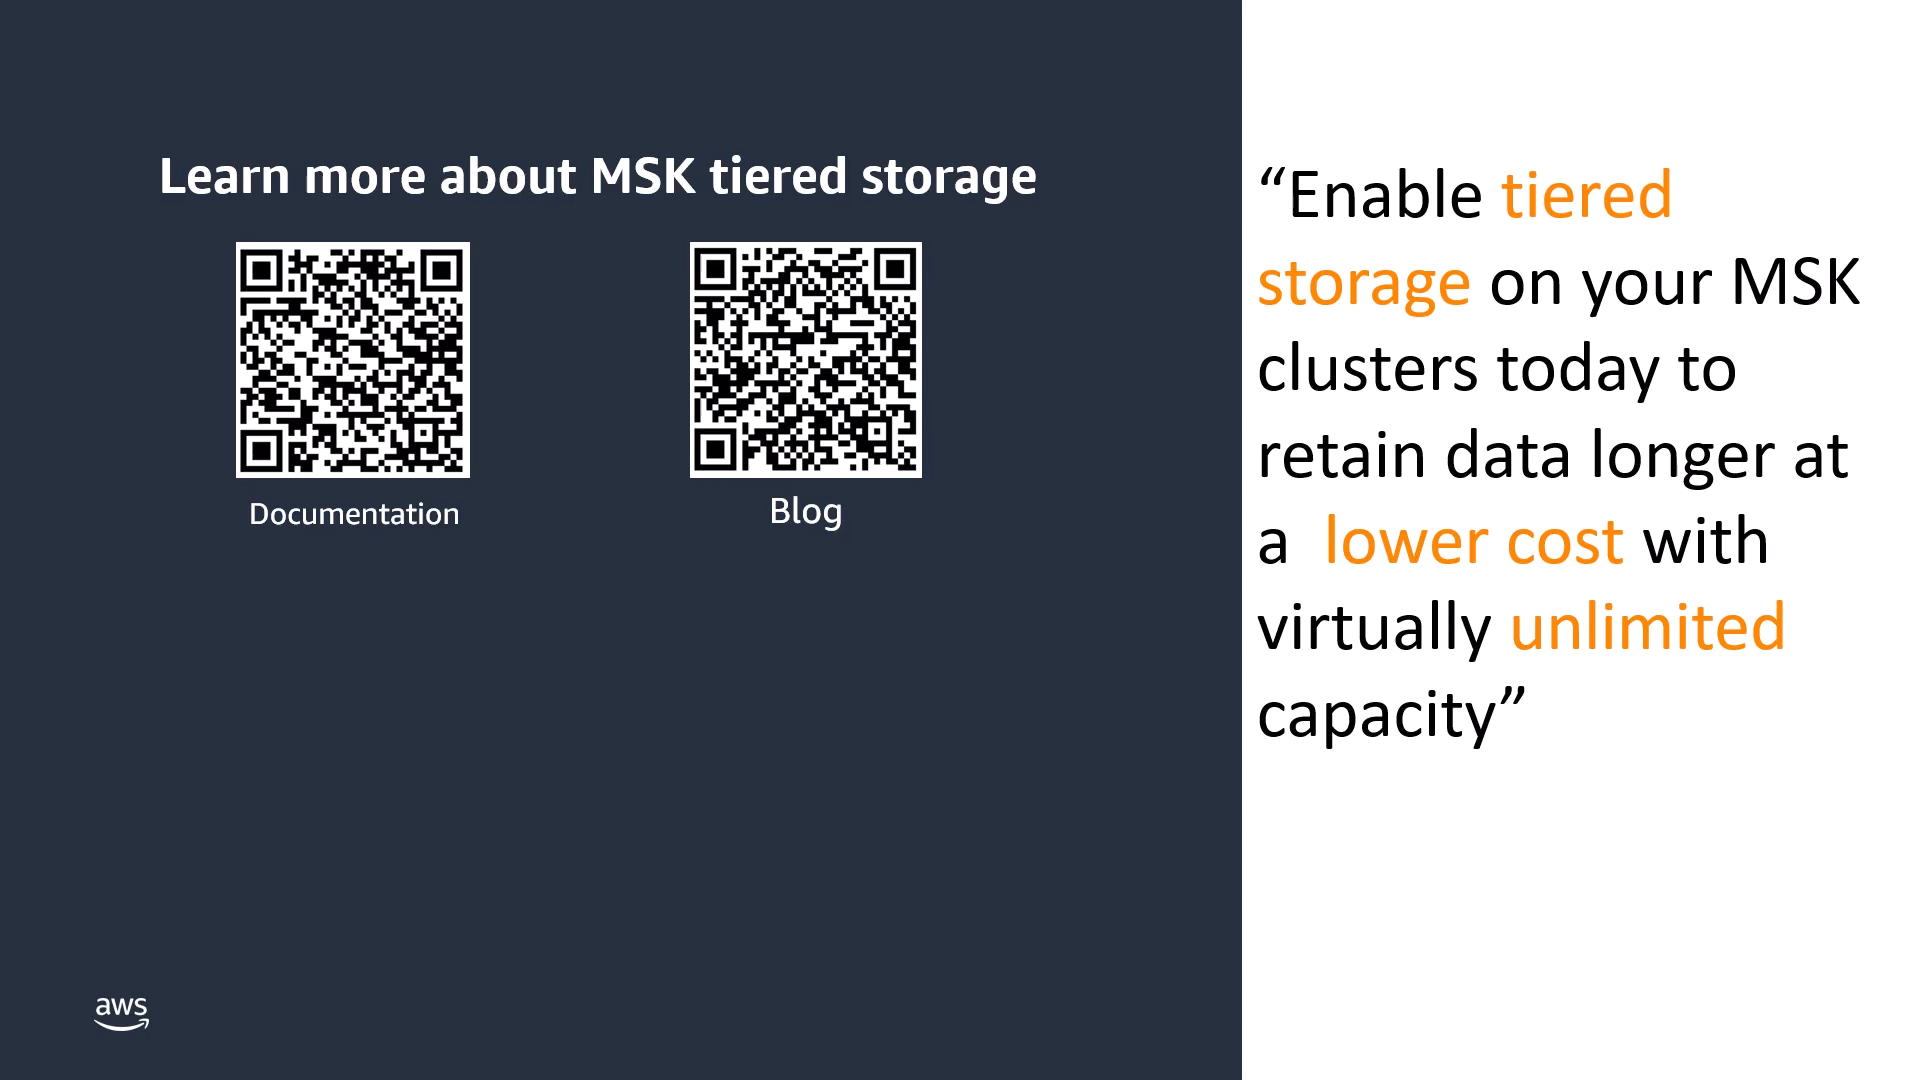 Learn more about MSK tiered storage
Documentation
Blog
aws
“Enable tiered
storage on your MSK
clusters today to
retain data longer at
a lower cost with
virtually unlimited
capacity”